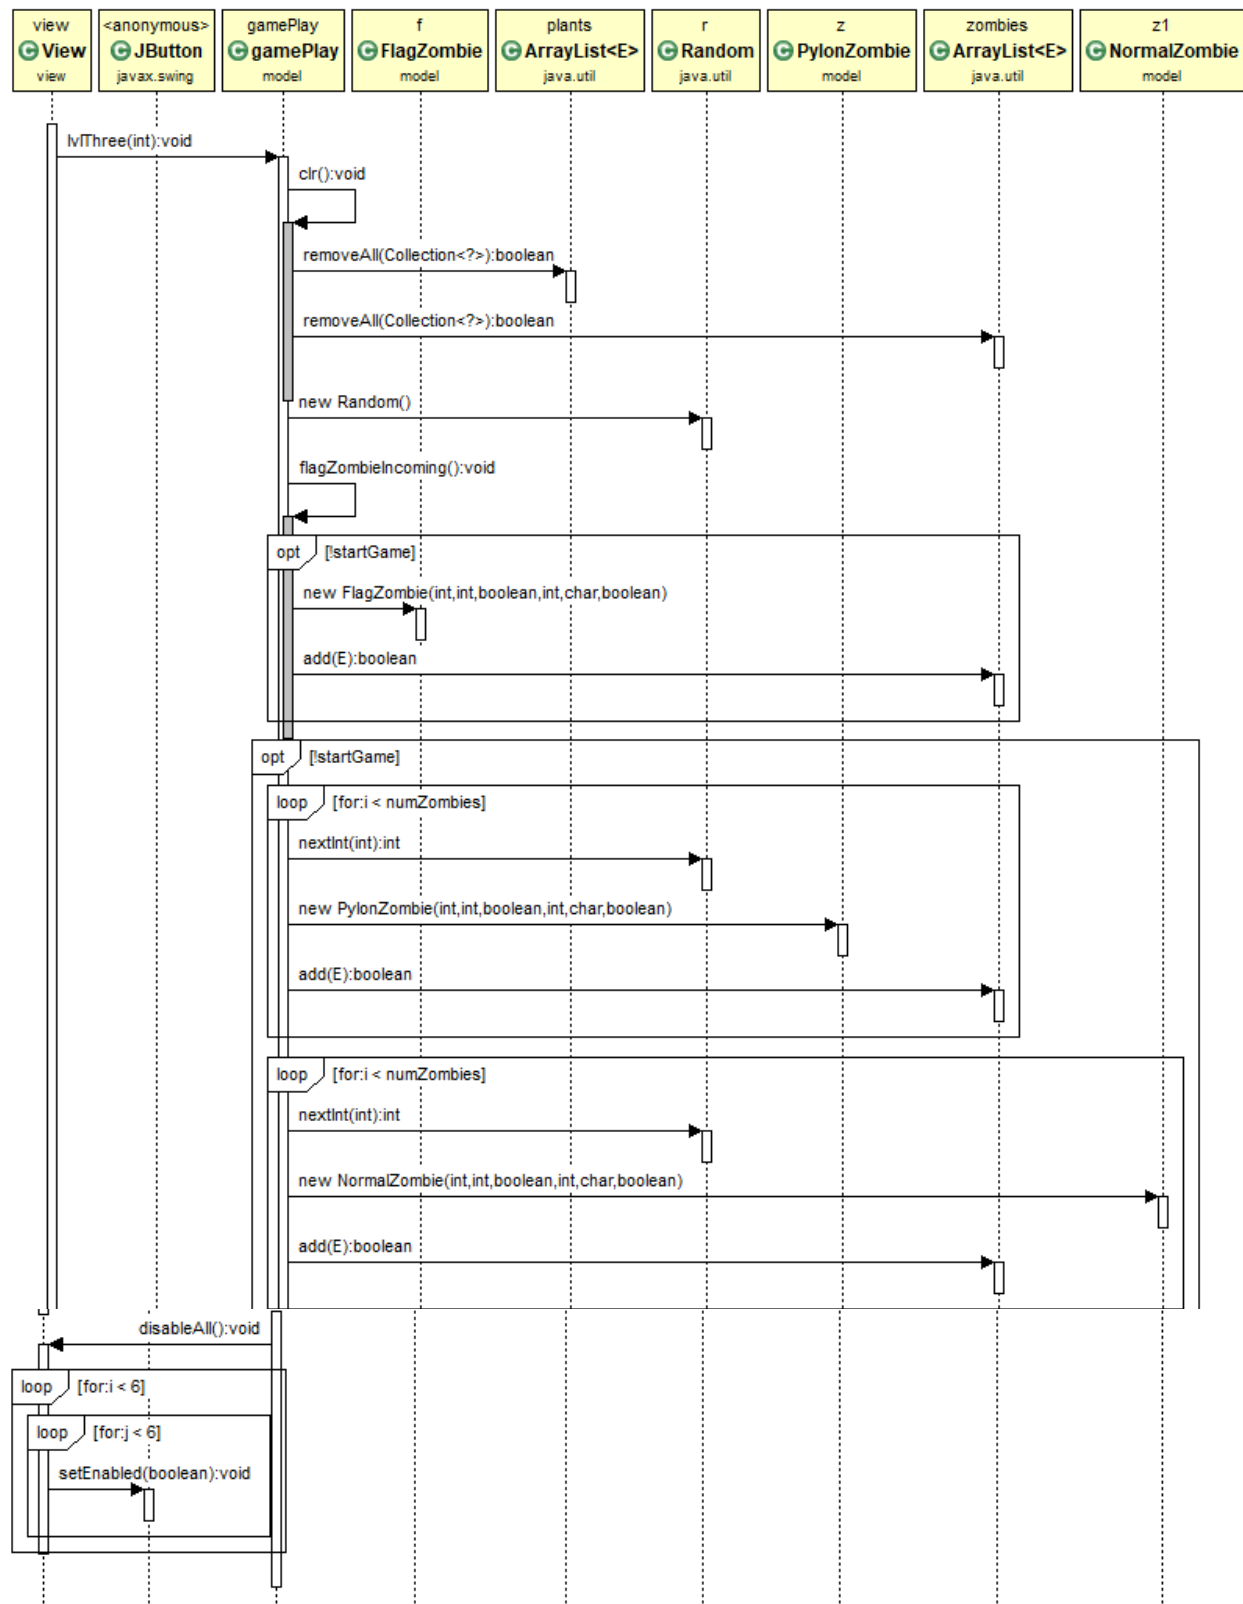 view <anonymous> gamePlay f plants r z zombies z1
C View C JButton C gamePlay C FlagZombie C ArrayList<E> C Random C PylonZombie C ArrayList<E> C NormalZombie
view javax.swing model model java.util java.util model java.util model
lvlThree(int):void
clr():void
removeAll(Collection<?>):boolean
removeAll(Collection<?>):boolean
new Random()
flagZombieIncoming():void
opt [!startGame]
new FlagZombie(int,int,boolean,int,char,boolean)
add(E):boolean
opt [!startGame]
loop [for:i < numZombies]
nextInt(int):int
new PylonZombie(int,int,boolean,int,char,boolean)
add(E):boolean
loop [for:i < numZombies]
nextInt(int):int
new NormalZombie(int,int,boolean,int,char,boolean)
add(E):boolean
disableAll():void
loop [for:i < 6]
loop [for:j < 6]
setEnabled(boolean):void